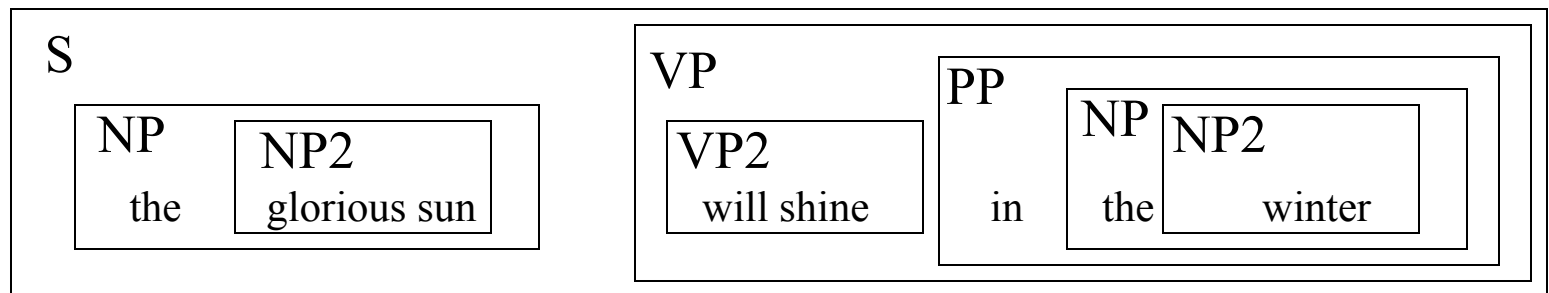 S
VP
PP
NP NP2
NP NP2
VP2
the glorious sun will shine in the winter